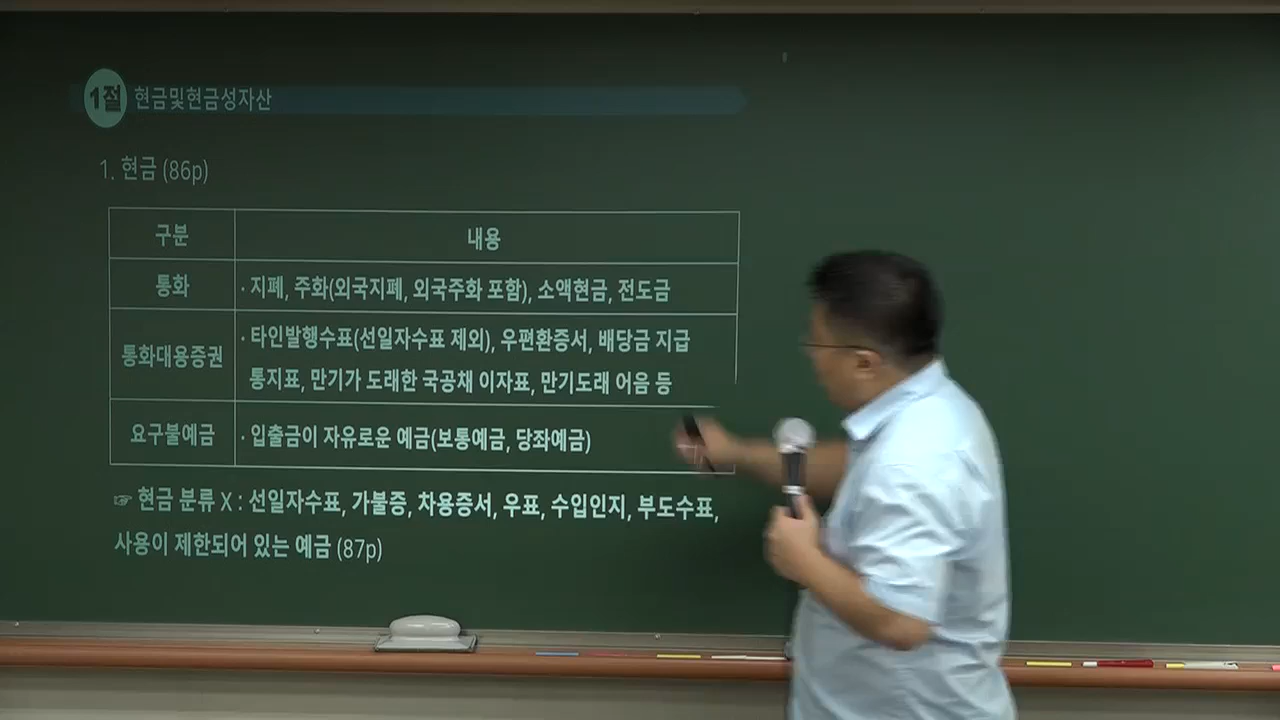 1절 현금및현금성자산
1. 현금 (86p)
구분 내용
통화 · 지폐, 주화(외국지폐, 외국주화 포함), 소액현금, 전도금
통화대용증권 · 타인발행수표(선일자수표 제외), 우편환증서, 배당금 지급
통지표, 만기가 도래한 국공채 이자표, 만기도래 어음 등
요구불예금 · 입출금이 자유로운 예금(보통예금, 당좌예금)
☞ 현금 분류 X : 선일자수표, 가불증, 차용증서, 우표, 수입인지, 부도수표,
사용이 제한되어 있는 예금 (87p)